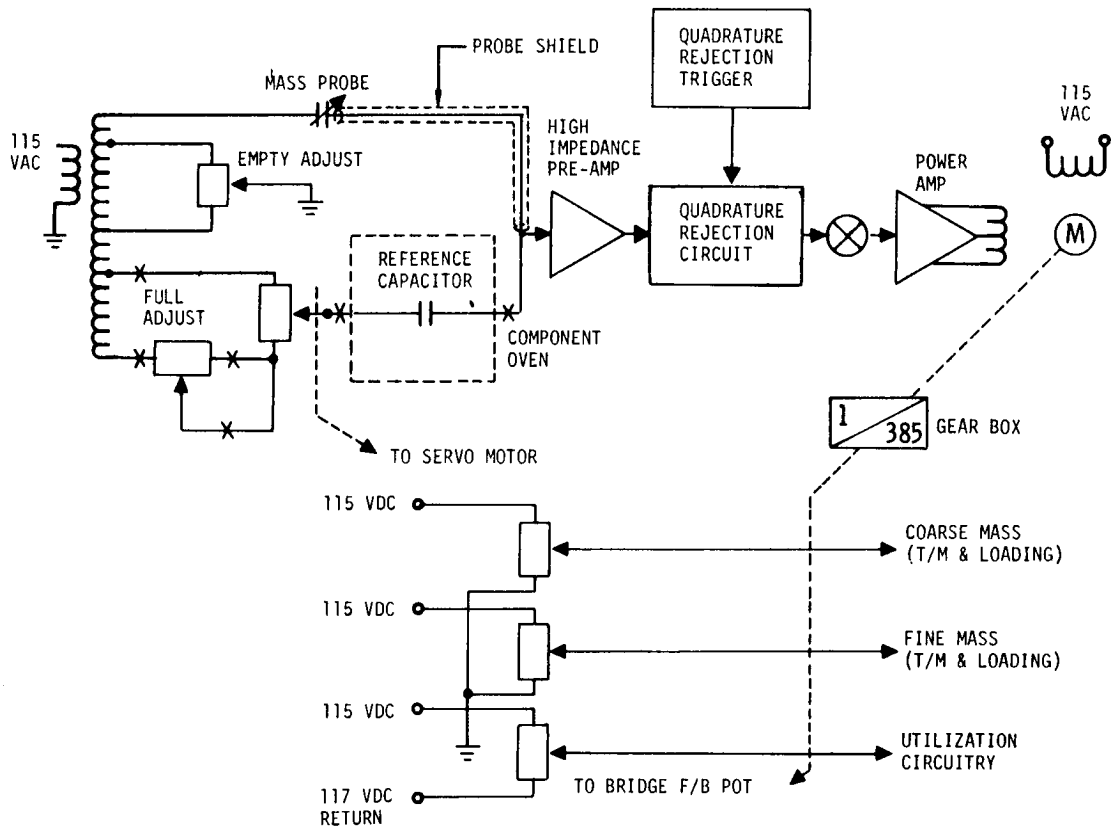 PROBE SHIELD
QUADRATURE
REJECTION
TRIGGER
MASS PROBE
115
VAC
115
VAC
EMPTY ADJUST
HIGH
IMPEDANCE
PRE-AMP
POWER
AMP
QUADRATURE
REJECTION
CIRCUIT
M
REFERENCE
CAPACITOR
FULL
ADJUST
COMPONENT
OVEN
1
385
GEAR BOX
TO SERVO MOTOR
115 VDC
COARSE MASS
(T/M & LOADING)
115 VDC
FINE MASS
(T/M & LOADING)
115 VDC
UTILIZATION
CIRCUITRY
TO BRIDGE F/B POT
117 VDC
RETURN